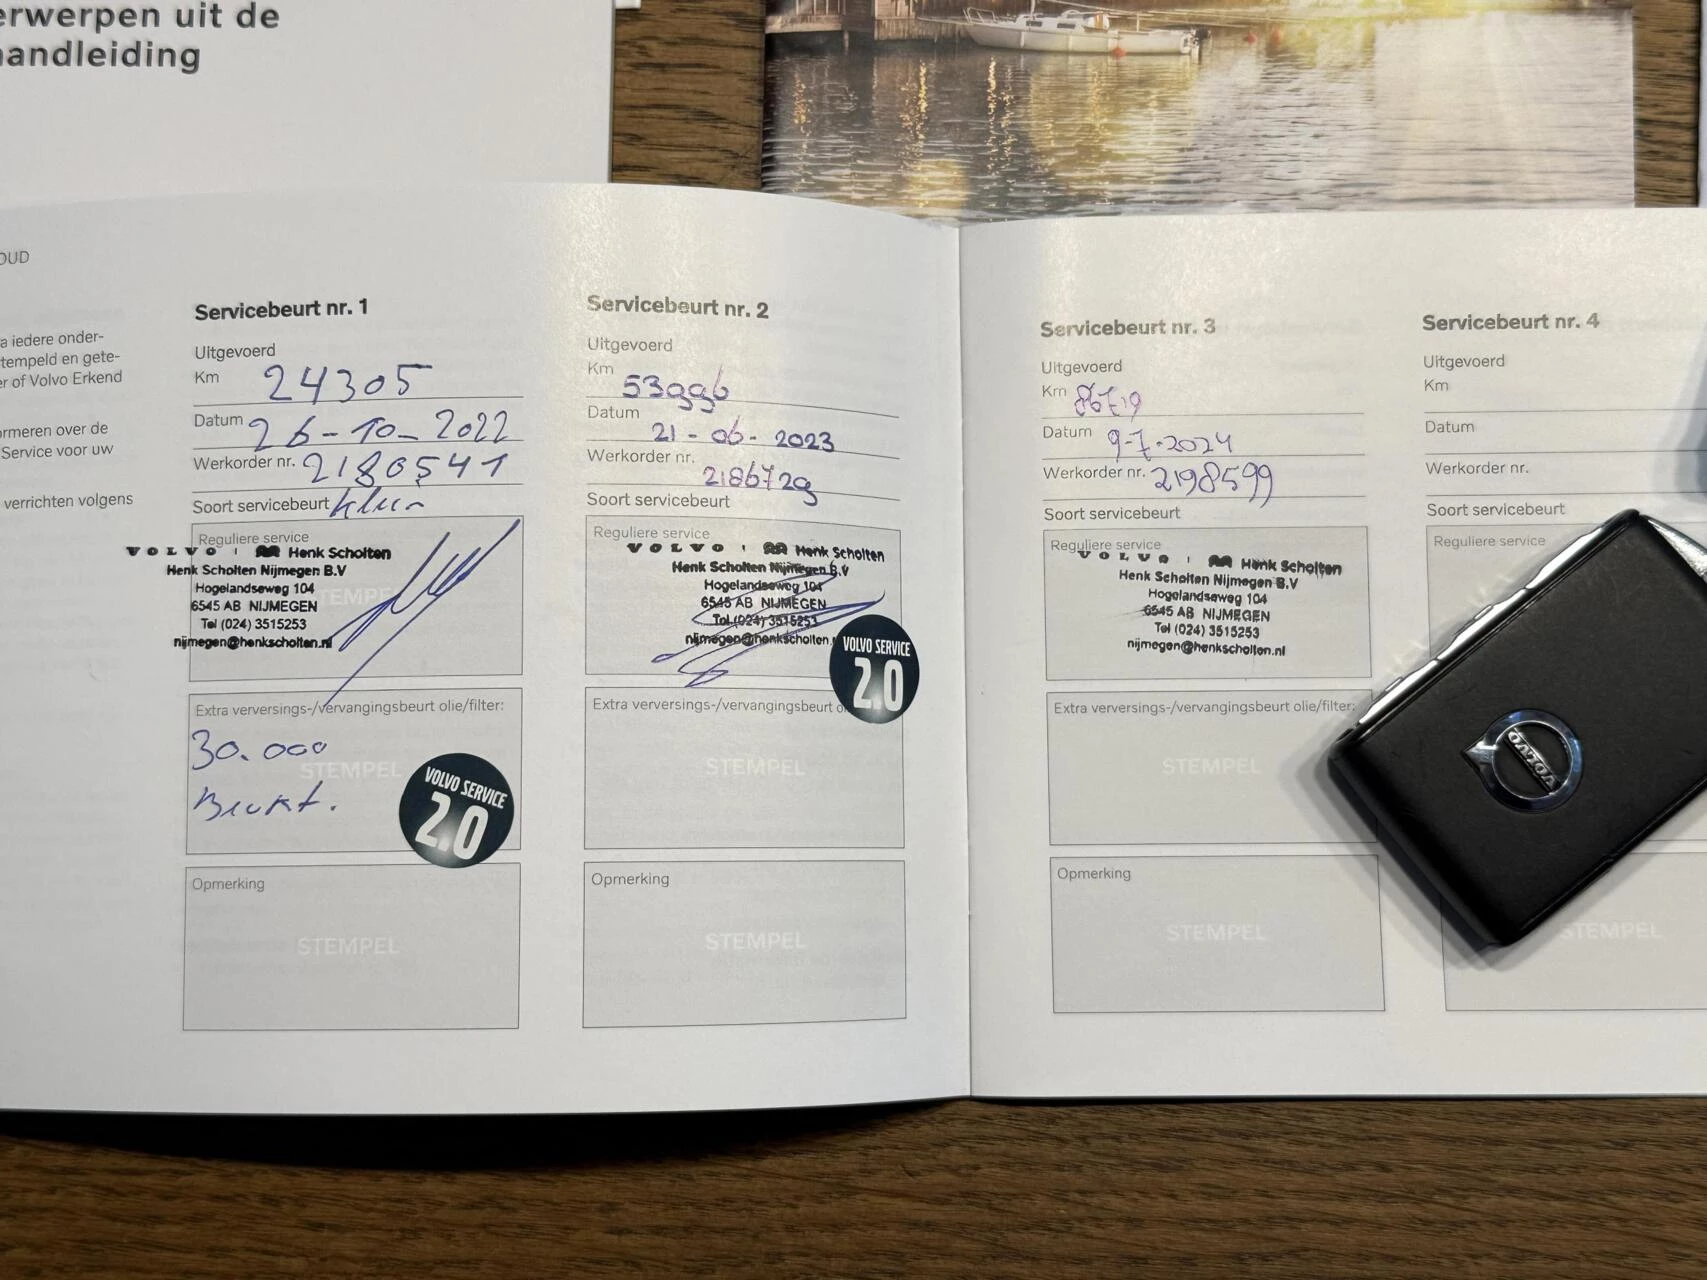 erwerpen uit de
handleiding
OUD
a iedere onder-
tempeld en gete-
er of Volvo Erkend
ormeren over de
Service voor uw
verrichten volgens
Servicebeurt nr. 1
Uitgevoerd
Km 24305
Datum 26-10-2022
Werkorder nr. 2180541
Soort servicebeurt klein
Reguliere service
VOLVO | Henk Scholten
Henk Scholten Nijmegen B.V
Hogelandseweg 104
6545 AB NIJMEGEN
Tel (024) 3515253
nijmegen@henkscholten.nl
Extra verversings-/vervangingsbeurt olie/filter:
30.000
Beurt.
STEMPEL
VOLVO SERVICE
2.0
Opmerking
STEMPEL
Servicebeurt nr. 2
Uitgevoerd
Km 53996
Datum
21-06-2023
Werkorder nr.
2186729
Soort servicebeurt
Reguliere service
VOLVO | Henk Scholten
Henk Scholten Nijmegen B.V
Hogelandseweg 104
6545 AB NIJMEGEN
Tel (024) 3515253
nijmegen@henkscholten.
VOLVO SERVICE
2.0
Extra verversings-/vervangingsbeurt o
STEMPEL
Opmerking
STEMPEL
Servicebeurt nr. 3
Uitgevoerd
Km 86719
Datum 9-7-2024
Werkorder nr. 2198599
Soort servicebeurt
Reguliere service
VOLVO | Henk Scholten
Henk Scholten Nijmegen B.V
Hogelandseweg 104
6545 AB NIJMEGEN
Tel (024) 3515253
nijmegen@henkscholten.nl
Extra verversings-/vervangingsbeurt olie/filter:
STEMPEL
Opmerking
STEMPEL
Servicebeurt nr. 4
Uitgevoerd
Km
Datum
Werkorder nr.
Soort servicebeurt
Reguliere service
VOLVO
STEMPEL